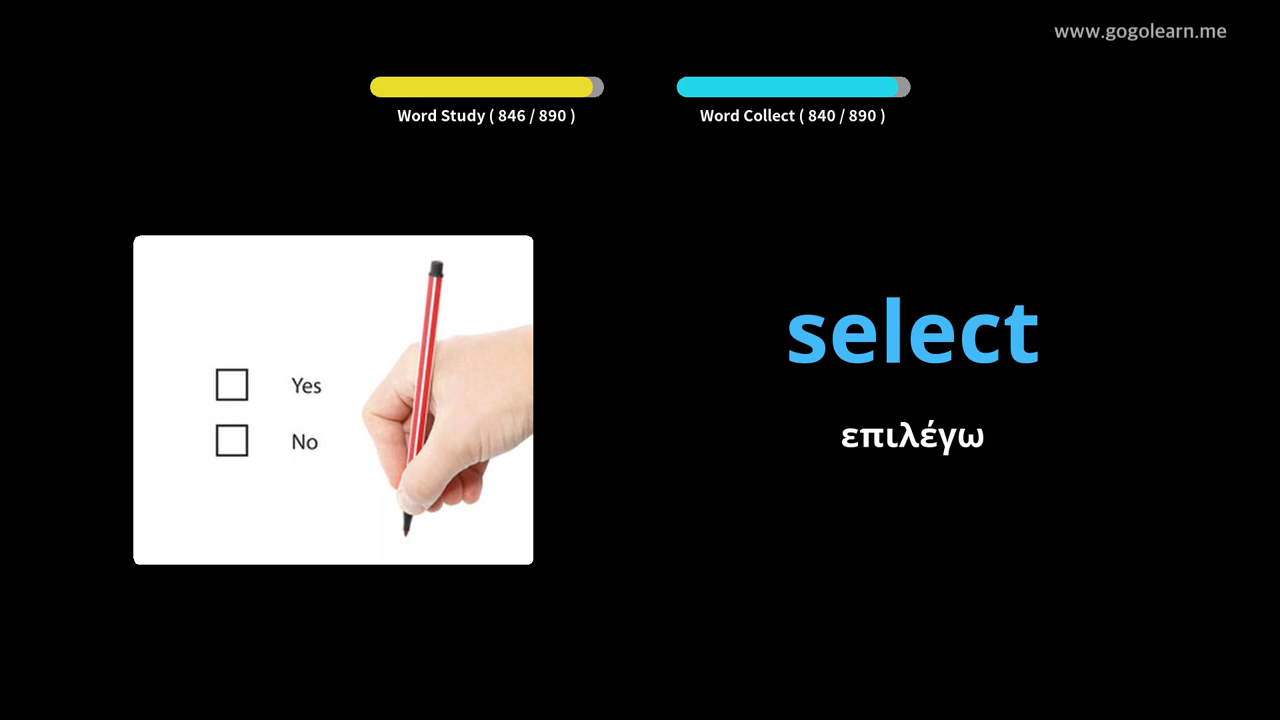 www.gogolearn.me
Word Study ( 846 / 890 )
Word Collect ( 840 / 890 )
Yes
No
select
επιλέγω